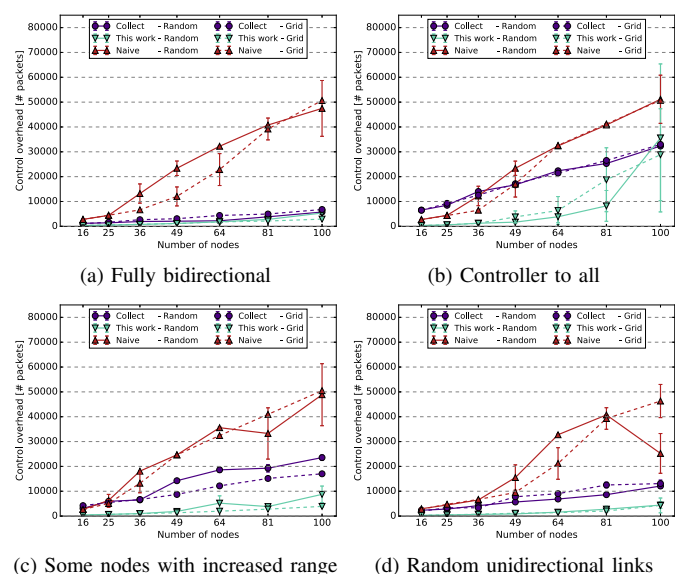 80000
70000
60000
50000
40000
30000
20000
10000
0
Control overhead [# packets]
Collect - Random Collect - Grid
This work - Random This work - Grid
Naive - Random Naive - Grid
16 25 36 49 64 81 100
Number of nodes
(a) Fully bidirectional
80000
70000
60000
50000
40000
30000
20000
10000
0
Control overhead [# packets]
Collect - Random Collect - Grid
This work - Random This work - Grid
Naive - Random Naive - Grid
16 25 36 49 64 81 100
Number of nodes
(b) Controller to all
80000
70000
60000
50000
40000
30000
20000
10000
0
Control overhead [# packets]
Collect - Random Collect - Grid
This work - Random This work - Grid
Naive - Random Naive - Grid
16 25 36 49 64 81 100
Number of nodes
(c) Some nodes with increased range
80000
70000
60000
50000
40000
30000
20000
10000
0
Control overhead [# packets]
Collect - Random Collect - Grid
This work - Random This work - Grid
Naive - Random Naive - Grid
16 25 36 49 64 81 100
Number of nodes
(d) Random unidirectional links